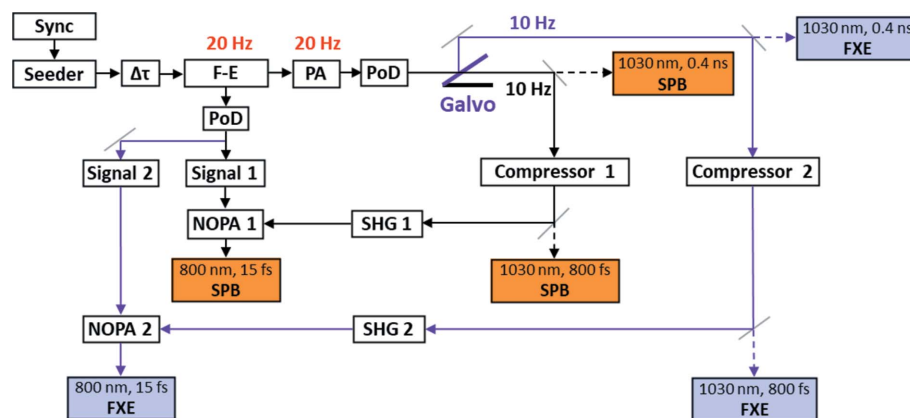 Sync
20 Hz
20 Hz
10 Hz
1030 nm, 0.4 ns
FXE
Seeder
Δτ
F-E
PA
PoD
Galvo
10 Hz
1030 nm, 0.4 ns
SPB
PoD
Signal 2
Signal 1
Compressor 1
Compressor 2
NOPA 1
SHG 1
800 nm, 15 fs
SPB
1030 nm, 800 fs
SPB
NOPA 2
SHG 2
800 nm, 15 fs
FXE
1030 nm, 800 fs
FXE